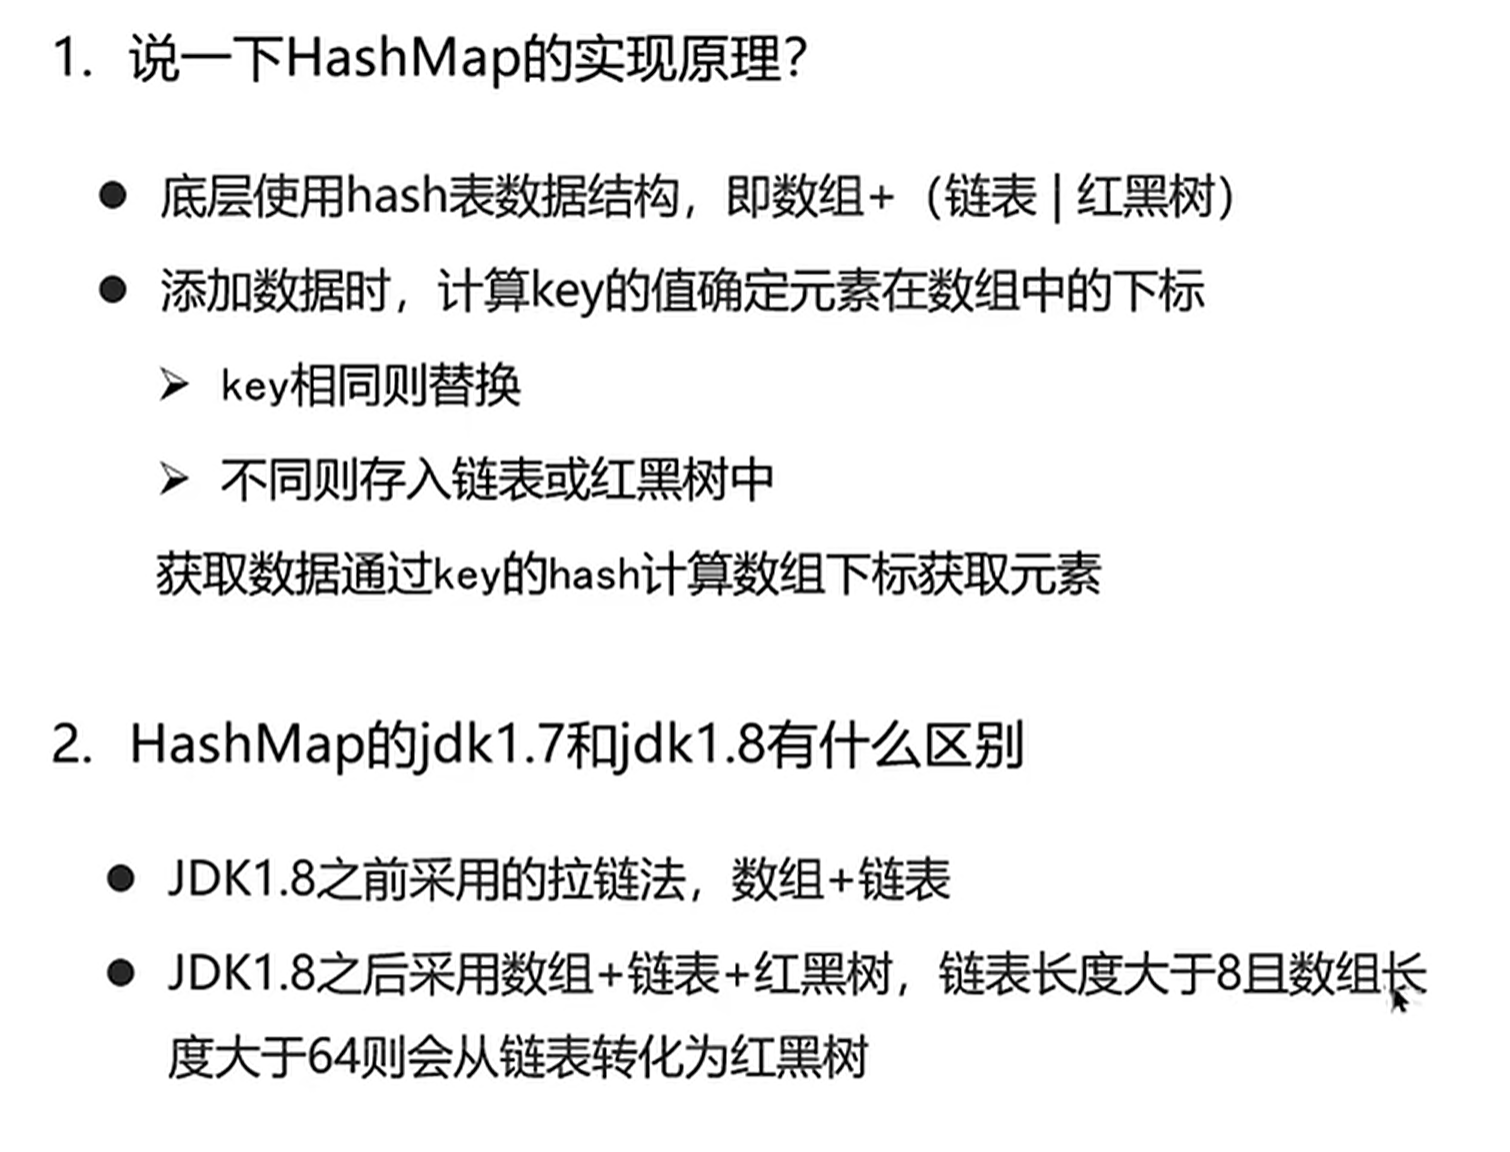 1. 说一下HashMap的实现原理？
● 底层使用hash表数据结构，即数组+（链表 | 红黑树）
● 添加数据时，计算key的值确定元素在数组中的下标
➢ key相同则替换
➢ 不同则存入链表或红黑树中
获取数据通过key的hash计算数组下标获取元素
2. HashMap的jdk1.7和jdk1.8有什么区别
● JDK1.8之前采用的拉链法，数组+链表
● JDK1.8之后采用数组+链表+红黑树，链表长度大于8且数组长
度大于64则会从链表转化为红黑树